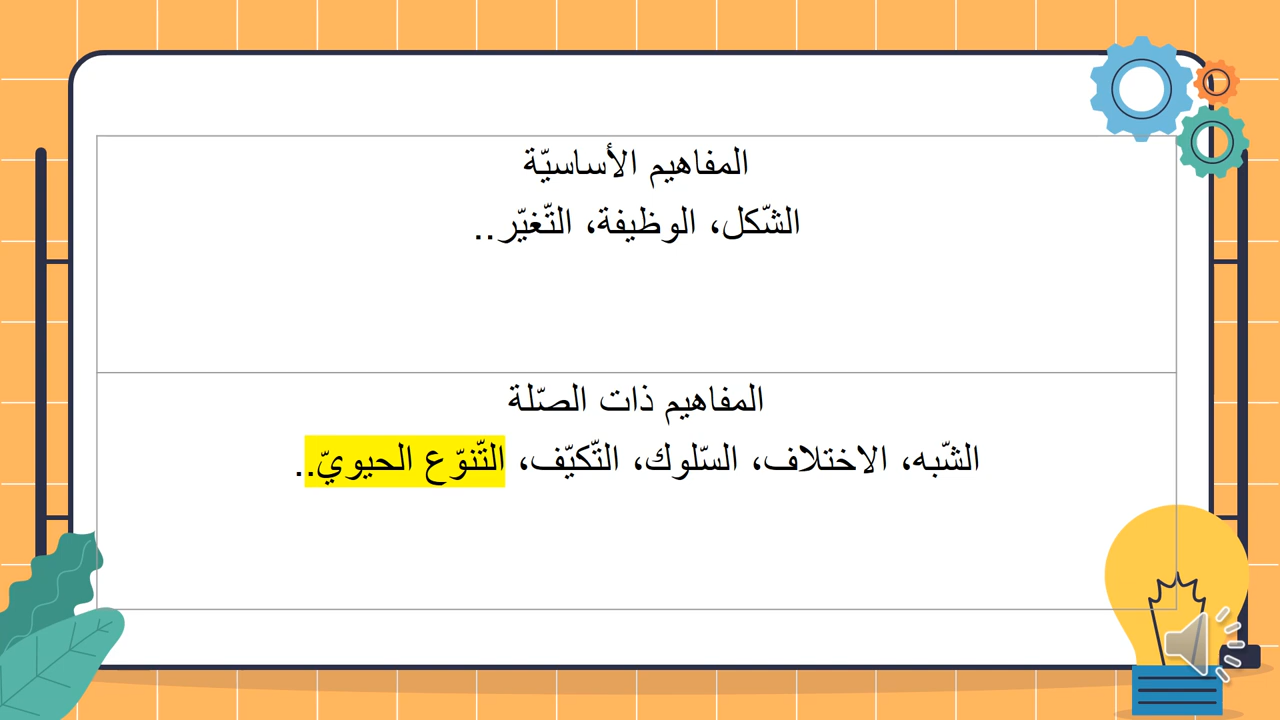 المفاهيم الأساسيّة
الشّكل، الوظيفة، التّغيّر..
المفاهيم ذات الصّلة
الشّبه، الاختلاف، السّلوك، التّكيّف، التّنوّع الحيويّ..